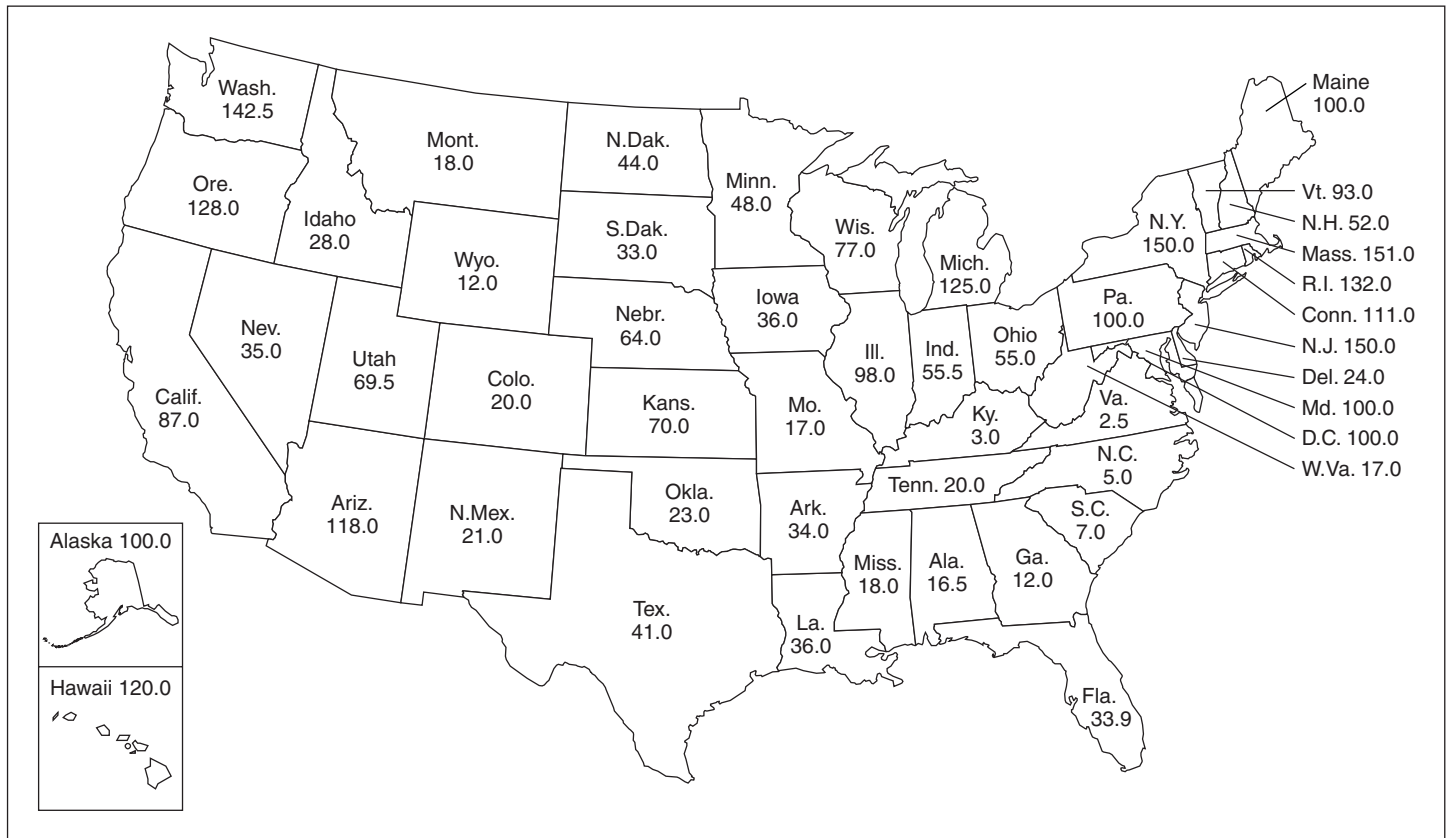 Wash.
142.5
Ore.
128.0
Calif.
87.0
Idaho
28.0
Nev.
35.0
Mont.
18.0
Wyo.
12.0
Utah
69.5
Colo.
20.0
Ariz.
118.0
N.Mex.
21.0
N.Dak.
44.0
S.Dak.
33.0
Nebr.
64.0
Kans.
70.0
Okla.
23.0
Tex.
41.0
Minn.
48.0
Iowa
36.0
Mo.
17.0
Ark.
34.0
La.
36.0
Wis.
77.0
Ill.
98.0
Mich.
125.0
Ind.
55.5
Ohio
55.0
Ky.
3.0
Tenn. 20.0
Miss.
18.0
Ala.
16.5
Ga.
12.0
Fla.
33.9
S.C.
7.0
N.C.
5.0
Va.
2.5
Pa.
100.0
N.Y.
150.0
Maine
100.0
Vt. 93.0
N.H. 52.0
Mass. 151.0
R.I. 132.0
Conn. 111.0
N.J. 150.0
Del. 24.0
Md. 100.0
D.C. 100.0
W.Va. 17.0
Alaska 100.0
Hawaii 120.0